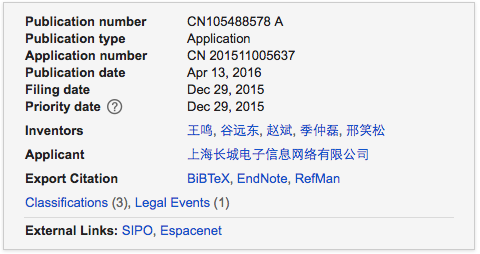 Publication number CN105488578 A
Publication type Application
Application number CN 201511005637
Publication date Apr 13, 2016
Filing date Dec 29, 2015
Priority date ? Dec 29, 2015
Inventors 王鸣, 谷远东, 赵斌, 季仲磊, 邢笑松
Applicant 上海长城电子信息网络有限公司
Export Citation BiBTeX, EndNote, RefMan
Classifications (3), Legal Events (1)
External Links: SIPO, Espacenet